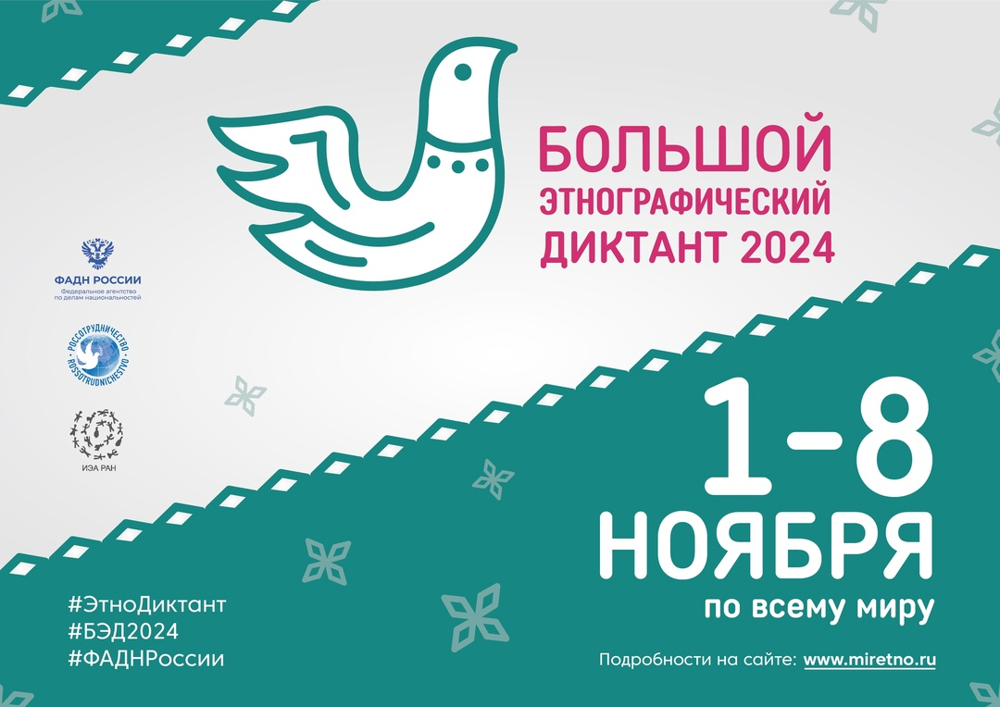 БОЛЬШОЙ
ЭТНОГРАФИЧЕСКИЙ
ДИКТАНТ 2024
ФАДН РОССИИ
Федеральное агентство
по делам национальностей
РОССОТРУДНИЧЕСТВО
ROSSOTRUDNICHESTVO
ИЭА РАН
1-8
НОЯБРЯ
по всему миру
#ЭтноДиктант
#БЭД2024
#ФАДНРоссии
Подробности на сайте: www.miretno.ru